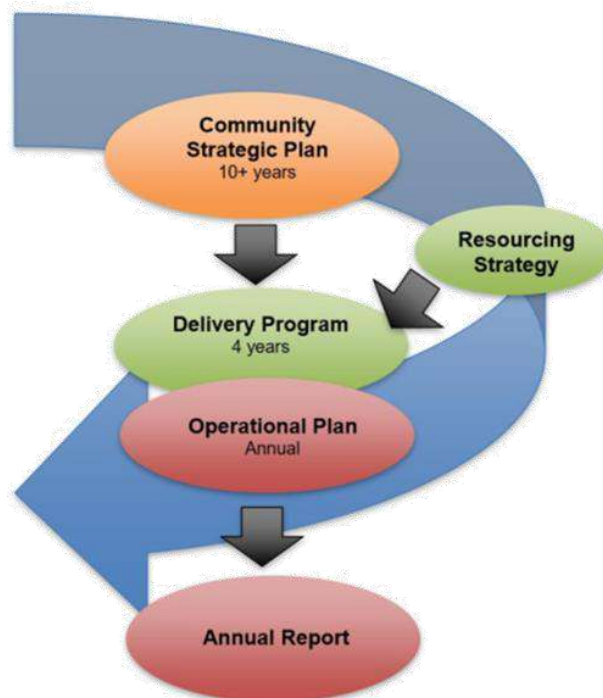 Community
Strategic Plan
10+ years
Resourcing
Strategy
Delivery Program
4 years
Operational Plan
Annual
Annual Report